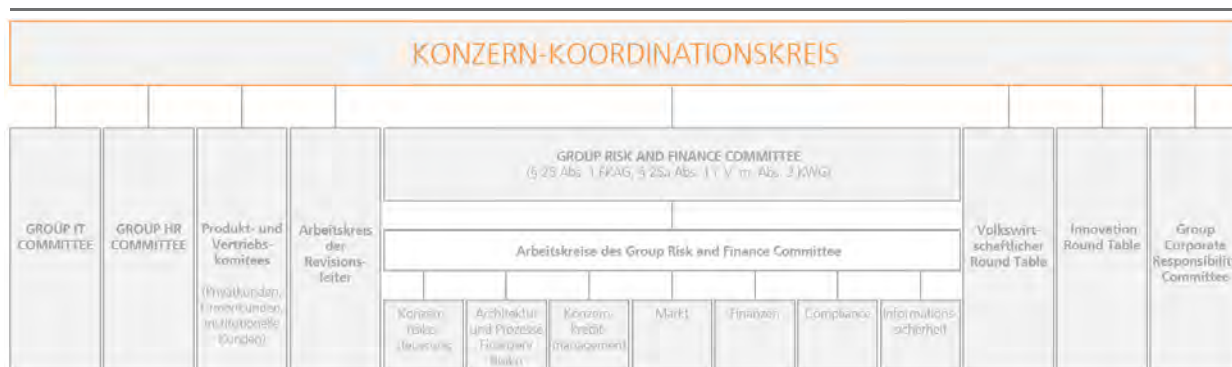 KONZERN-KOORDINATIONSKREIS
GROUP IT
COMMITTEE
GROUP HR
COMMITTEE
Produkt- und
Vertriebs-
komitees
(Privatkunden,
Firmenkunden,
Institutionelle
Kunden)
Arbeitskreis
der
Revisions-
leiter
GROUP RISK AND FINANCE COMMITTEE
(§ 25 Abs. 1 FKAG, § 25a Abs. 1 i. V. m. Abs. 3 KWG)
Arbeitskreise des Group Risk and Finance Committee
Konzern-
risiko-
steuerung
Architektur
und Prozesse
Finanzen/
Risiko
Konzern-
kredit-
management
Markt
Finanzen
Compliance
Informations-
sicherheit
Volkswirt-
schaftlicher
Round Table
Innovation
Round Table
Group
Corporate
Responsibilit
Committee